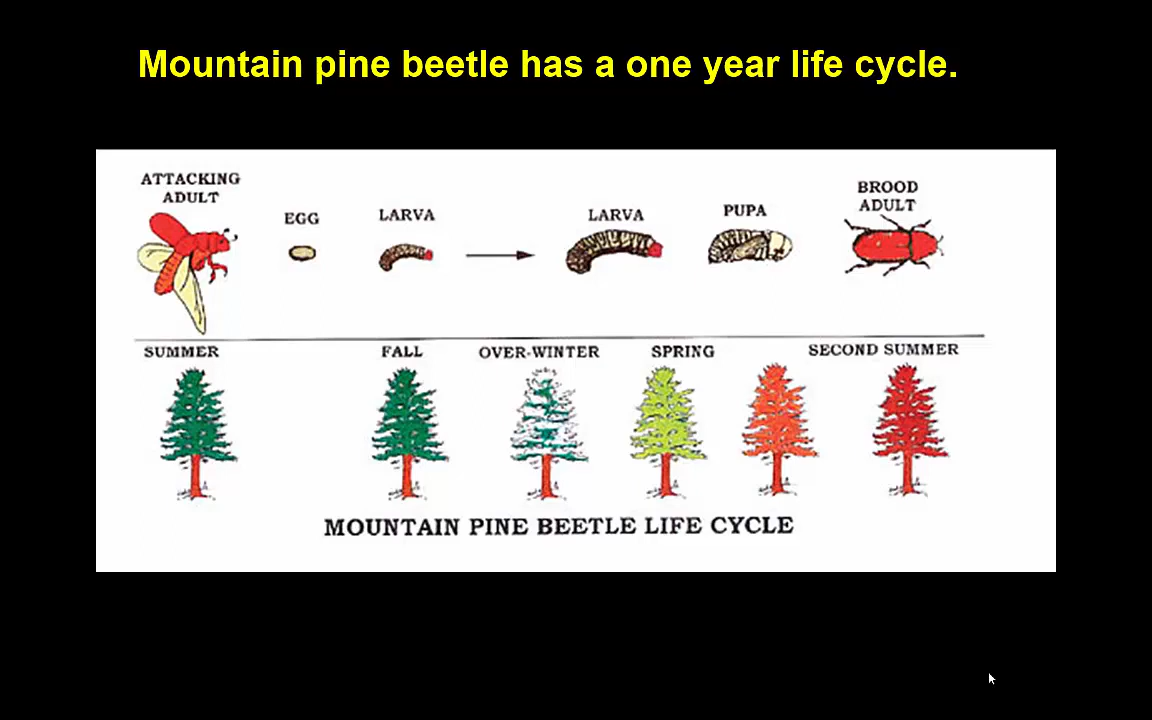 Mountain pine beetle has a one year life cycle.
ATTACKING
ADULT
EGG
LARVA
LARVA
PUPA
BROOD
ADULT
SUMMER
FALL
OVER-WINTER
SPRING
SECOND SUMMER
MOUNTAIN PINE BEETLE LIFE CYCLE